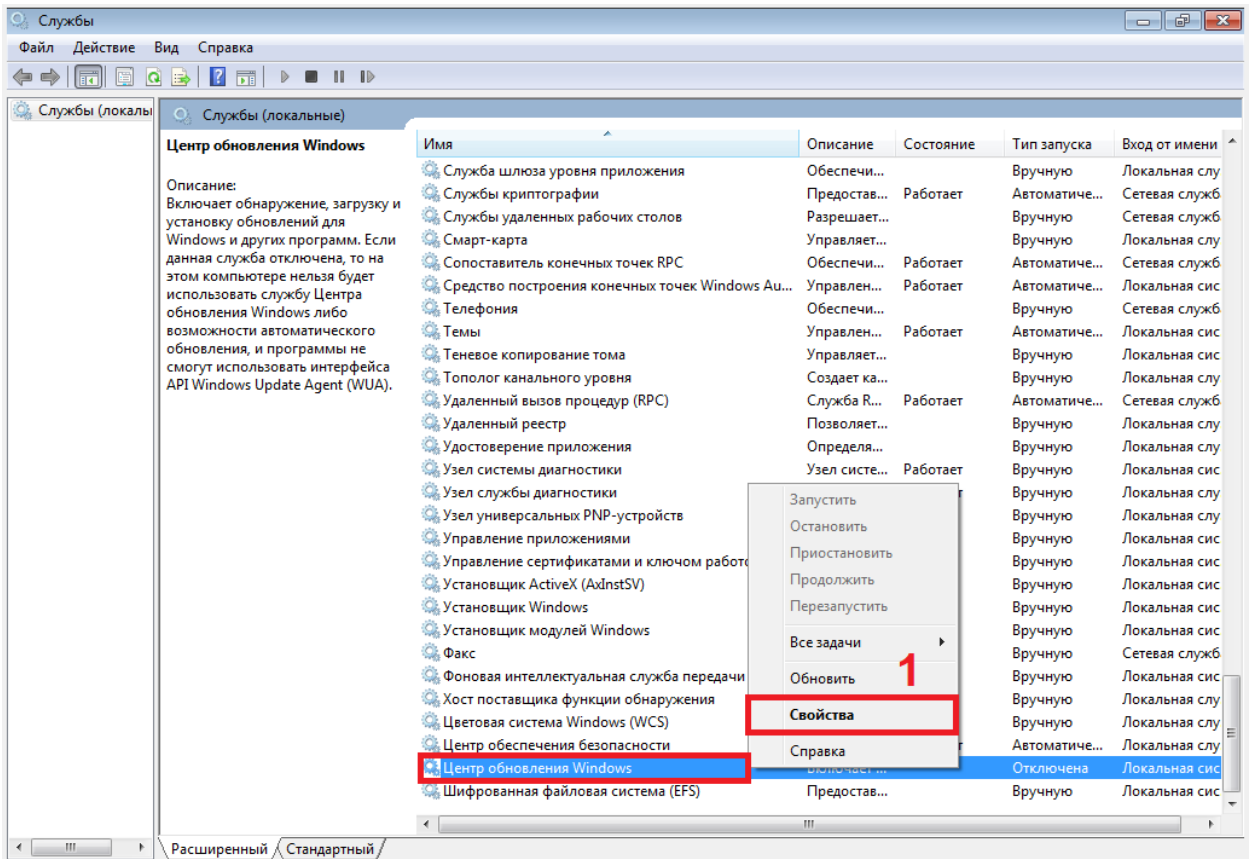 Службы
Файл Действие Вид Справка
Службы (локалы
Службы (локальные)
Центр обновления Windows
Описание:
Включает обнаружение, загрузку и
установку обновлений для
Windows и других программ. Если
данная служба отключена, то на
этом компьютере нельзя будет
использовать службу Центра
обновления Windows либо
возможности автоматического
обновления, и программы не
смогут использовать интерфейса
API Windows Update Agent (WUA).
Имя Описание Состояние Тип запуска Вход от имени
Служба шлюза уровня приложения Обеспечи... Вручную Локальная слу
Службы криптографии Предостав... Работает Автоматиче... Сетевая служб
Службы удаленных рабочих столов Разрешает... Вручную Сетевая служб
Смарт-карта Управляет... Вручную Локальная слу
Сопоставитель конечных точек RPC Обеспечи... Работает Автоматиче... Сетевая служб
Средство построения конечных точек Windows Au... Управлен... Работает Автоматиче... Локальная сис
Телефония Обеспечи... Вручную Сетевая служб
Темы Управлен... Работает Автоматиче... Локальная сис
Теневое копирование тома Управляет... Вручную Локальная сис
Тополог канального уровня Создает ка... Вручную Локальная слу
Удаленный вызов процедур (RPC) Служба R... Работает Автоматиче... Сетевая служб
Удаленный реестр Позволяет... Вручную Локальная слу
Удостоверение приложения Определя... Вручную Локальная слу
Узел системы диагностики Узел систе... Работает Вручную Локальная сис
Узел службы диагностики Вручную Локальная слу
Узел универсальных PNP-устройств Вручную Локальная слу
Управление приложениями Вручную Локальная сис
Управление сертификатами и ключом работо Вручную Локальная сис
Установщик ActiveX (AxInstSV) Вручную Локальная сис
Установщик Windows Вручную Локальная сис
Установщик модулей Windows Вручную Локальная сис
Факс Вручную Сетевая служб
Фоновая интеллектуальная служба передачи Вручную Локальная сис
Хост поставщика функции обнаружения Вручную Локальная слу
Цветовая система Windows (WCS) Вручную Локальная слу
Центр обеспечения безопасности Автоматиче... Локальная слу
Центр обновления Windows Отключена Локальная сис
Шифрованная файловая система (EFS) Предостав... Вручную Локальная сис
Запустить
Остановить
Приостановить
Продолжить
Перезапустить
Все задачи
Обновить
1
Свойства
Справка
Расширенный Стандартный